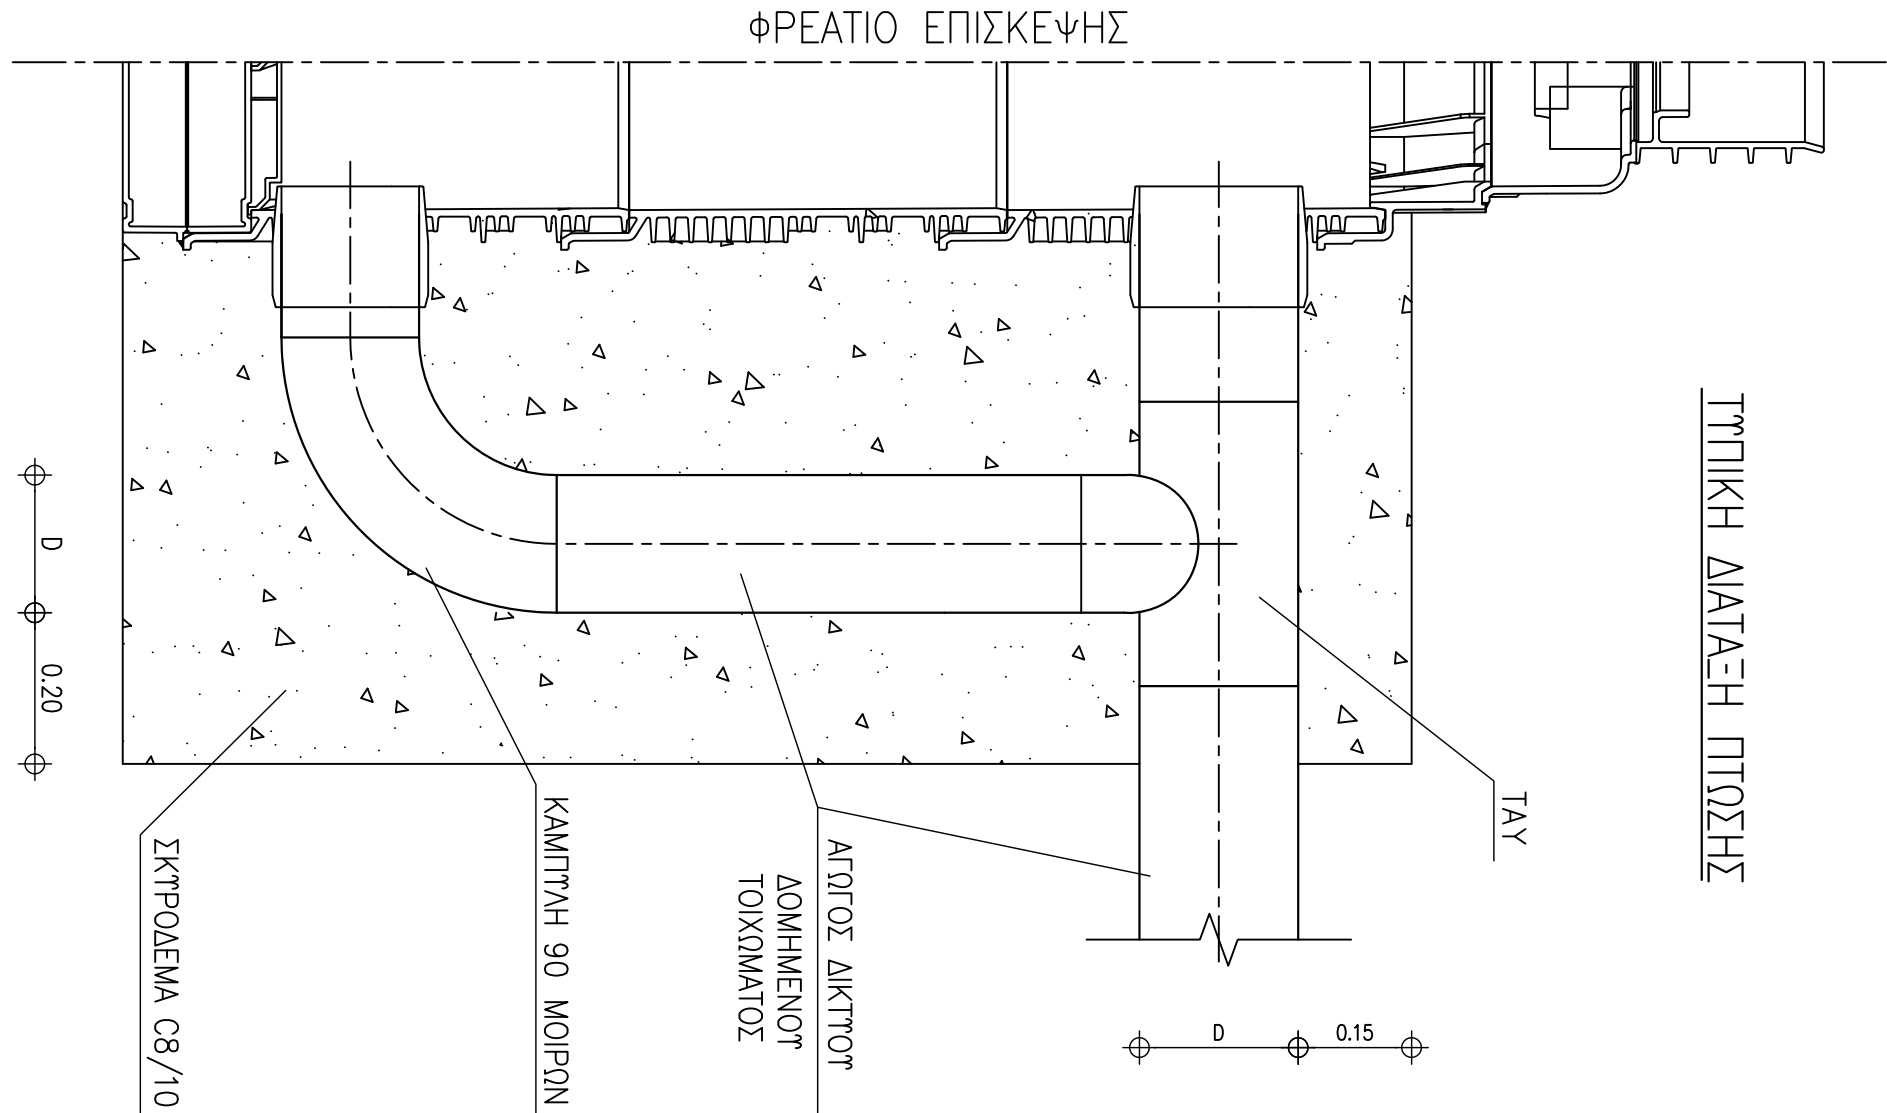 ΦΡΕΑΤΙΟ ΕΠΙΣΚΕΨΗΣ
ΤΥΠΙΚΗ ΔΙΑΤΑΞΗ ΠΤΩΣΗΣ
ΤΑΥ
ΑΓΩΓΟΣ ΔΙΚΤΥΟΥ
ΔΟΜΗΜΕΝΟΥ
ΤΟΙΧΩΜΑΤΟΣ
ΚΑΜΠΥΛΗ 90 ΜΟΙΡΩΝ
ΣΚΥΡΟΔΕΜΑ C8/10
D
0.20
D
0.15